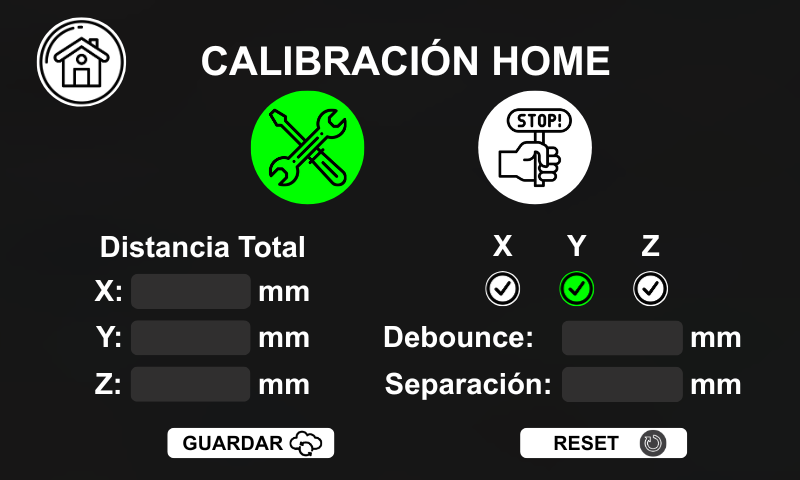 CALIBRACIÓN HOME
STOP!
Distancia Total
X: mm
Y: mm
Z: mm
X Y Z
Debounce: mm
Separación: mm
GUARDAR
RESET